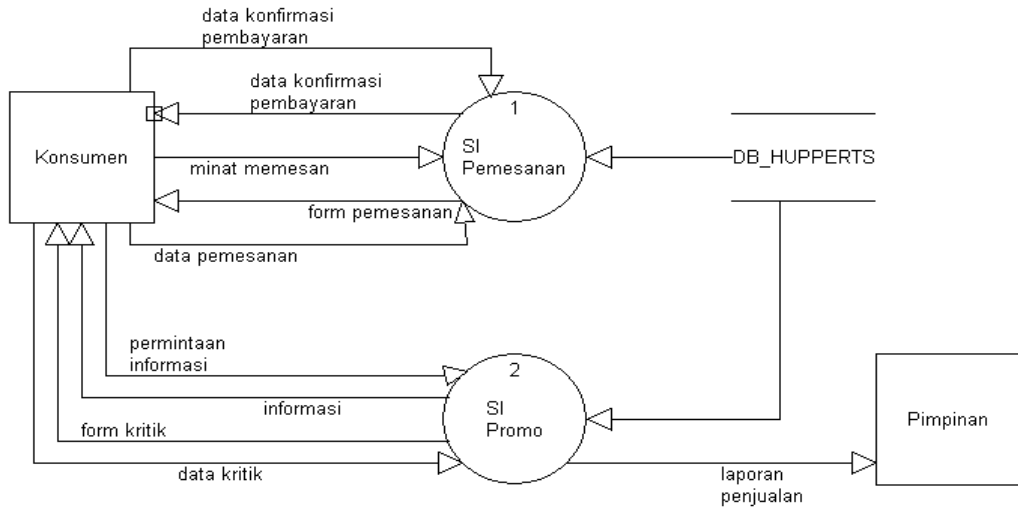 data konfirmasi
pembayaran
data konfirmasi
pembayaran
1
Konsumen
SI
Pemesanan
DB_HUPPERTS
minat memesan
form pemesanan
data pemesanan
permintaan
informasi
2
informasi
SI
Promo
Pimpinan
form kritik
data kritik
laporan
penjualan